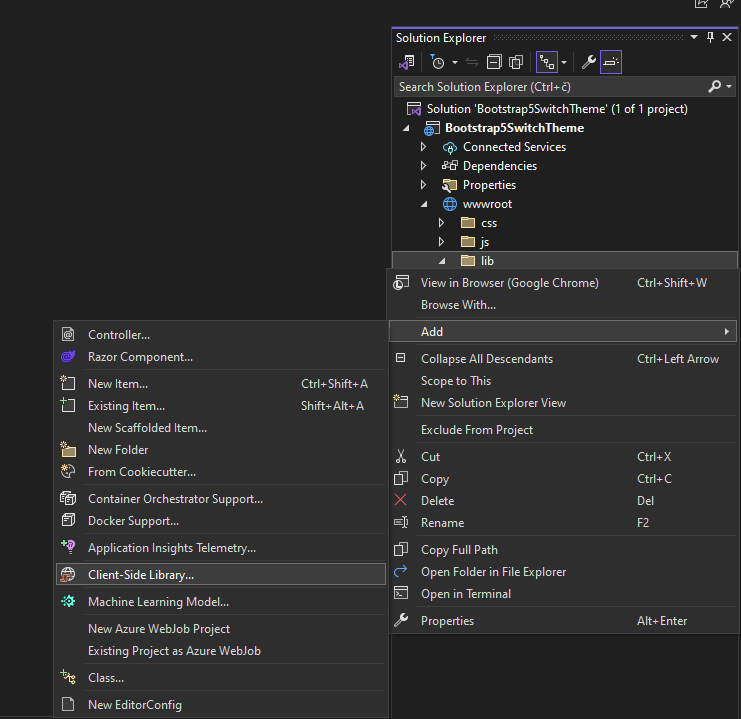 Solution Explorer
Search Solution Explorer (Ctrl+č)
Solution 'Bootstrap5SwitchTheme' (1 of 1 project)
Bootstrap5SwitchTheme
Connected Services
Dependencies
Properties
wwwroot
css
js
lib
View in Browser (Google Chrome) Ctrl+Shift+W
Browse With...
Add
Collapse All Descendants Ctrl+Left Arrow
Scope to This
New Solution Explorer View
Exclude From Project
Cut Ctrl+X
Copy Ctrl+C
Delete Del
Rename F2
Copy Full Path
Open Folder in File Explorer
Open in Terminal
Properties Alt+Enter
Controller...
Razor Component...
New Item... Ctrl+Shift+A
Existing Item... Shift+Alt+A
New Scaffolded Item...
New Folder
From Cookiecutter...
Container Orchestrator Support...
Docker Support...
Application Insights Telemetry...
Client-Side Library...
Machine Learning Model...
New Azure WebJob Project
Existing Project as Azure WebJob
Class...
New EditorConfig